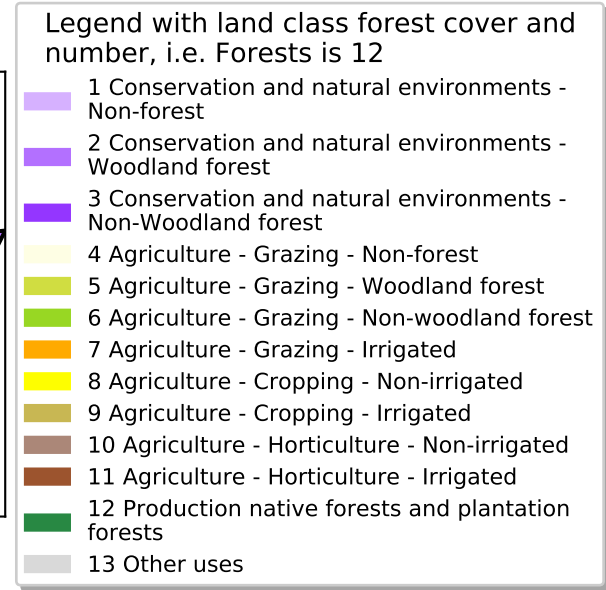 Legend with land class forest cover and
number, i.e. Forests is 12
1 Conservation and natural environments -
Non-forest
2 Conservation and natural environments -
Woodland forest
3 Conservation and natural environments -
Non-Woodland forest
4 Agriculture - Grazing - Non-forest
5 Agriculture - Grazing - Woodland forest
6 Agriculture - Grazing - Non-woodland forest
7 Agriculture - Grazing - Irrigated
8 Agriculture - Cropping - Non-irrigated
9 Agriculture - Cropping - Irrigated
10 Agriculture - Horticulture - Non-irrigated
11 Agriculture - Horticulture - Irrigated
12 Production native forests and plantation
forests
13 Other uses